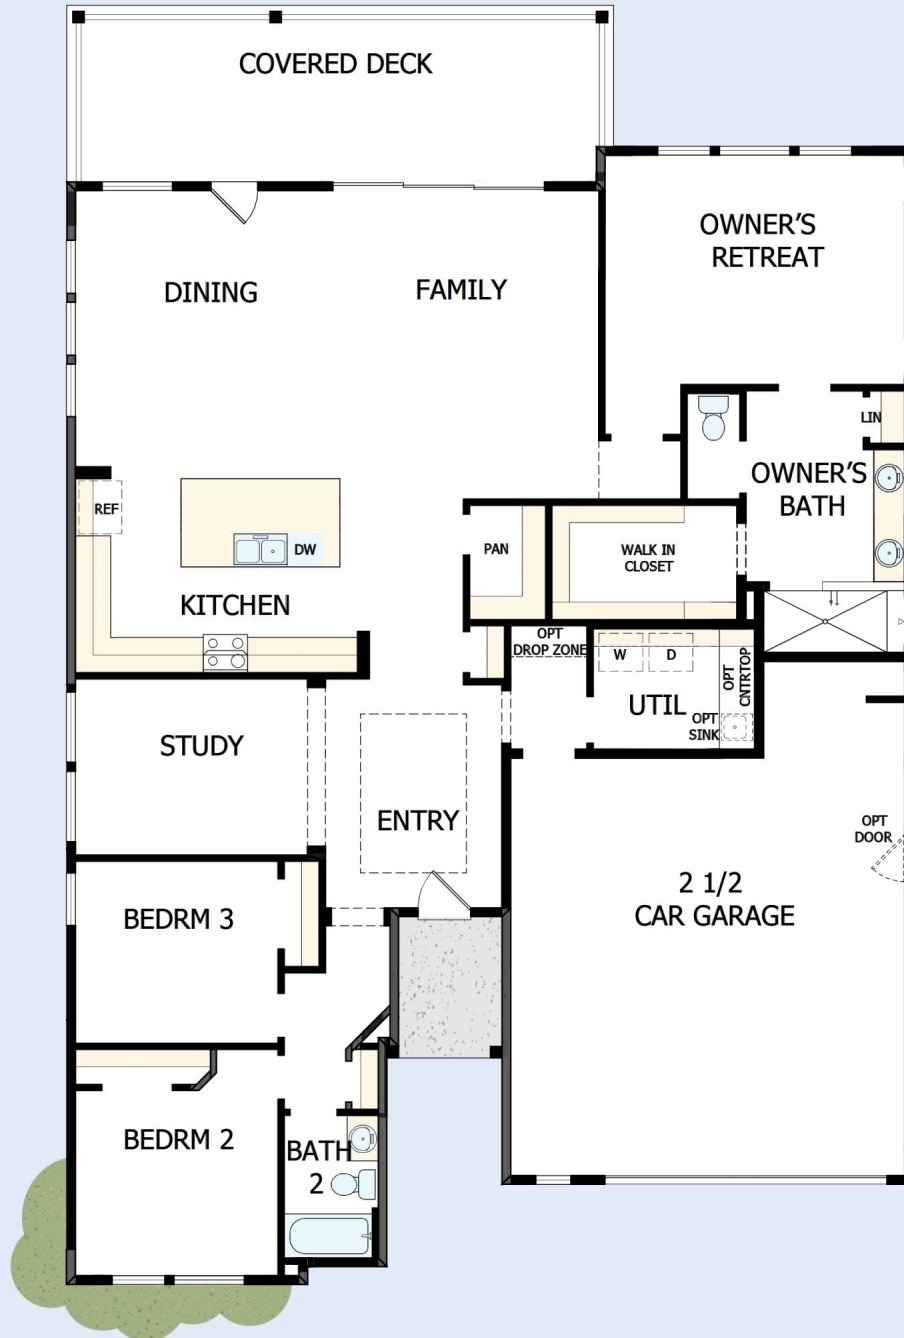 COVERED DECK
OWNER'S
RETREAT
DINING
FAMILY
LIN
OWNER'S
BATH
REF
DW
PAN
WALK IN
CLOSET
KITCHEN
OPT
DROP ZONE
W
D
OPT
CNTRTOP
UTIL
OPT
SINK
STUDY
ENTRY
OPT
DOOR
2 1/2
CAR GARAGE
BEDRM 3
BEDRM 2
BATH
2